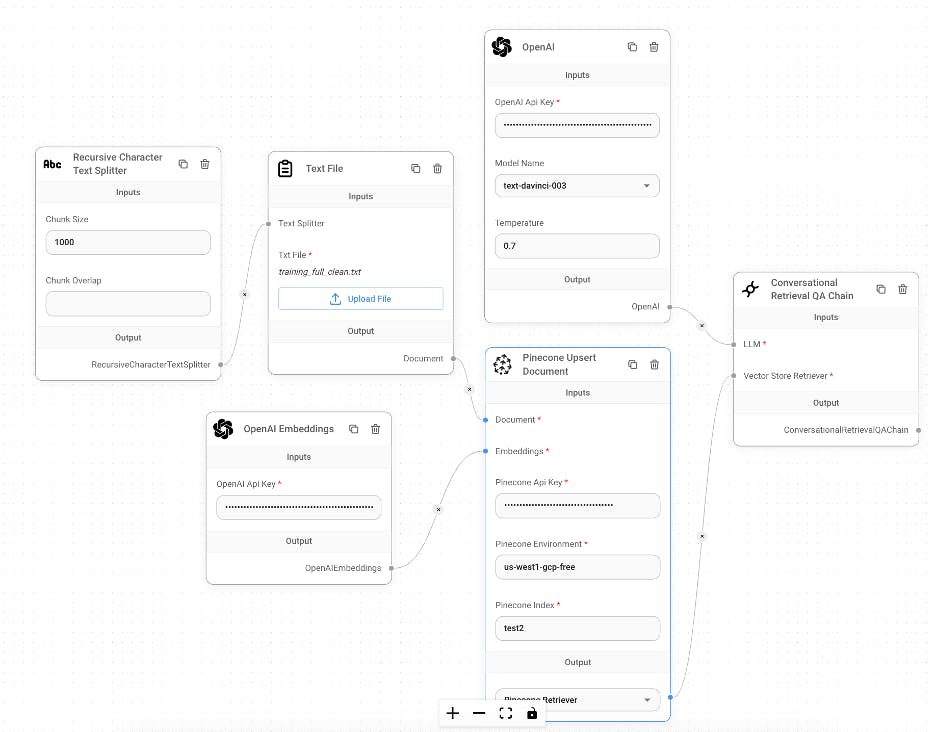 Abc
Recursive Character
Text Splitter
Inputs
Chunk Size
1000
Chunk Overlap
Output
RecursiveCharacterTextSplitter
Text File
Inputs
Text Splitter
Txt File *
training_full_clean.txt
Upload File
Output
Document
OpenAI Embeddings
Inputs
OpenAI Api Key *
Output
OpenAIEmbeddings
OpenAI
Inputs
OpenAI Api Key *
Model Name
text-davinci-003
Temperature
0.7
Output
OpenAI
Pinecone Upsert
Document
Inputs
Document *
Embeddings *
Pinecone Api Key *
Pinecone Environment *
us-west1-gcp-free
Pinecone Index *
test2
Output
Pinecone Retriever
Conversational
Retrieval QA Chain
Inputs
LLM *
Vector Store Retriever *
Output
ConversationalRetrievalQAChain